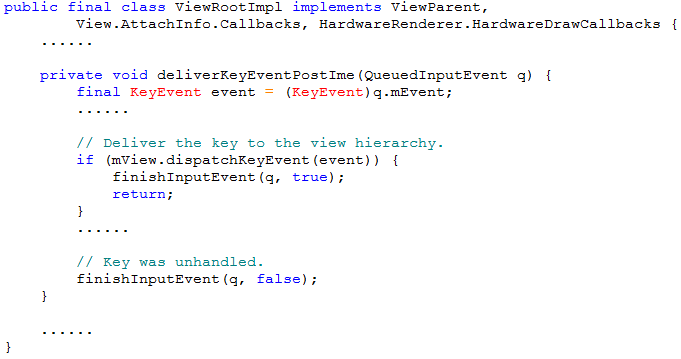 public final class ViewRootImpl implements ViewParent,
        View.AttachInfo.Callbacks, HardwareRenderer.HardwareDrawCallbacks {
    ......

    private void deliverKeyEventPostIme(QueuedInputEvent q) {
        final KeyEvent event = (KeyEvent)q.mEvent;
        ......

        // Deliver the key to the view hierarchy.
        if (mView.dispatchKeyEvent(event)) {
            finishInputEvent(q, true);
            return;
        }
        ......

        // Key was unhandled.
        finishInputEvent(q, false);
    }

    ......
}